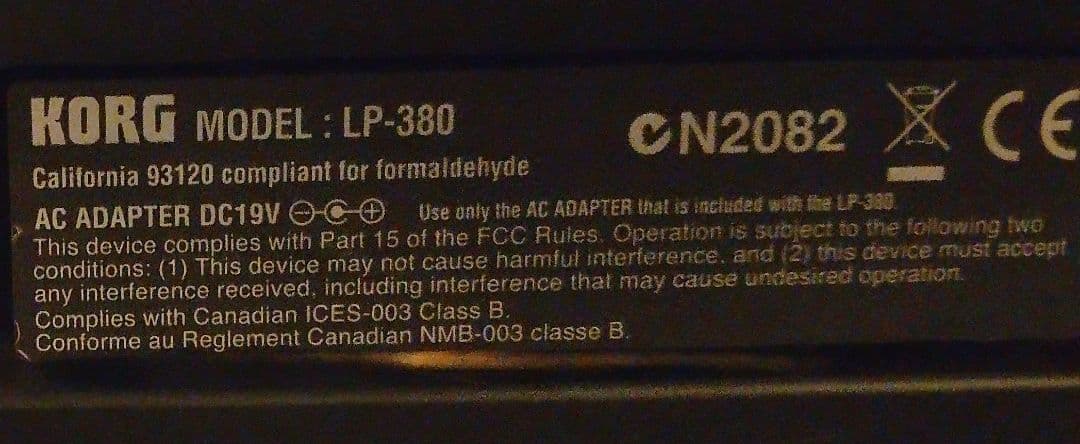 KORG MODEL : LP-380
N2082
CE
California 93120 compliant for formaldehyde
AC ADAPTER DC19V Use only the AC ADAPTER that is included with the LP-380.
This device complies with Part 15 of the FCC Rules. Operation is subject to the following two
conditions: (1) This device may not cause harmful interference, and (2) this device must accept
any interference received, including interference that may cause undesired operation.
Complies with Canadian ICES-003 Class B.
Conforme au Reglement Canadian NMB-003 classe B.